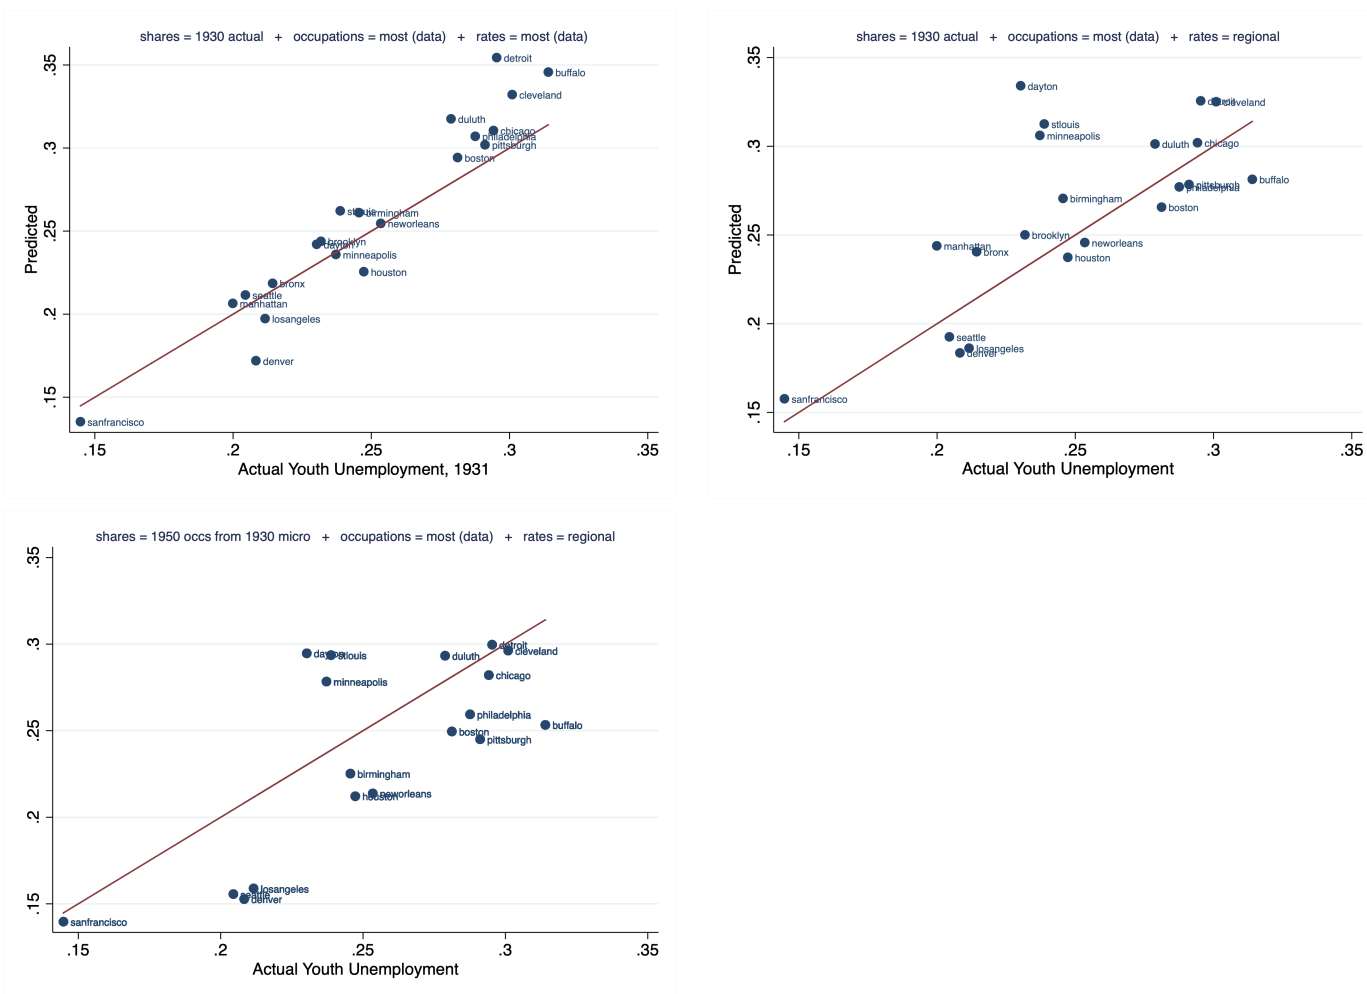 shares = 1930 actual + occupations = most (data) + rates = most (data)
Predicted
.35
.3
.25
.2
.15
detroit
buffalo
cleveland
duluth
chicago
philadelphia
pittsburgh
boston
stlouis
birmingham
neworleans
brooklyn
dayton
minneapolis
houston
bronx
seattle
manhattan
losangeles
denver
sanfrancisco
.15 .2 .25 .3 .35
Actual Youth Unemployment, 1931
shares = 1930 actual + occupations = most (data) + rates = regional
Predicted
.35
.3
.25
.2
.15
dayton
detroit
cleveland
stlouis
minneapolis
duluth
chicago
pittsburgh
philadelphia
buffalo
birmingham
boston
brooklyn
manhattan
neworleans
bronx
houston
seattle
losangeles
denver
sanfrancisco
.15 .2 .25 .3 .35
Actual Youth Unemployment
shares = 1950 occs from 1930 micro + occupations = most (data) + rates = regional
.35
.3
.25
.2
.15
detroit
cleveland
dayton
stlouis
duluth
minneapolis
chicago
philadelphia
buffalo
boston
pittsburgh
birmingham
neworleans
houston
losangeles
seattle
denver
sanfrancisco
.15 .2 .25 .3 .35
Actual Youth Unemployment